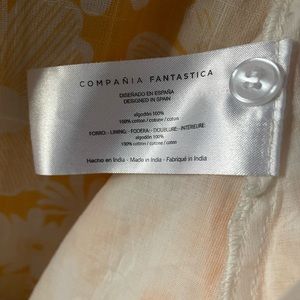 COMPAÑIA FANTASTICA
DISEÑADO EN ESPAÑA
DESIGNED IN SPAIN
algodón 100%
100% cotton / cotone / coton
FORRO - LINING - FODERA - DOUBLURE - INTERIEURE:
algodón 100%
100% cotton / cotone / coton
Hecho en India - Made in India - Fabriqué in India